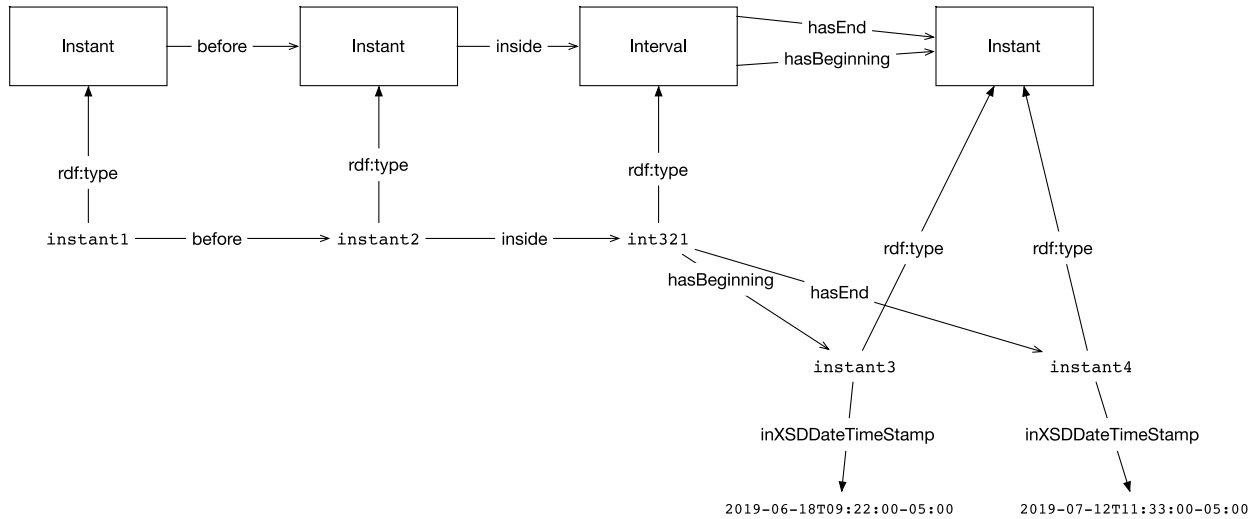 hasEnd
Instant
before
Instant
inside
Interval
Instant
hasBeginning
rdf:type
rdf:type
rdf:type
instant1
before
instant2
inside
int321
rdf:type
rdf:type
hasBeginning
hasEnd
instant3
instant4
inXSDDateTimeStamp
inXSDDateTimeStamp
2019-06-18T09:22:00-05:00
2019-07-12T11:33:00-05:00